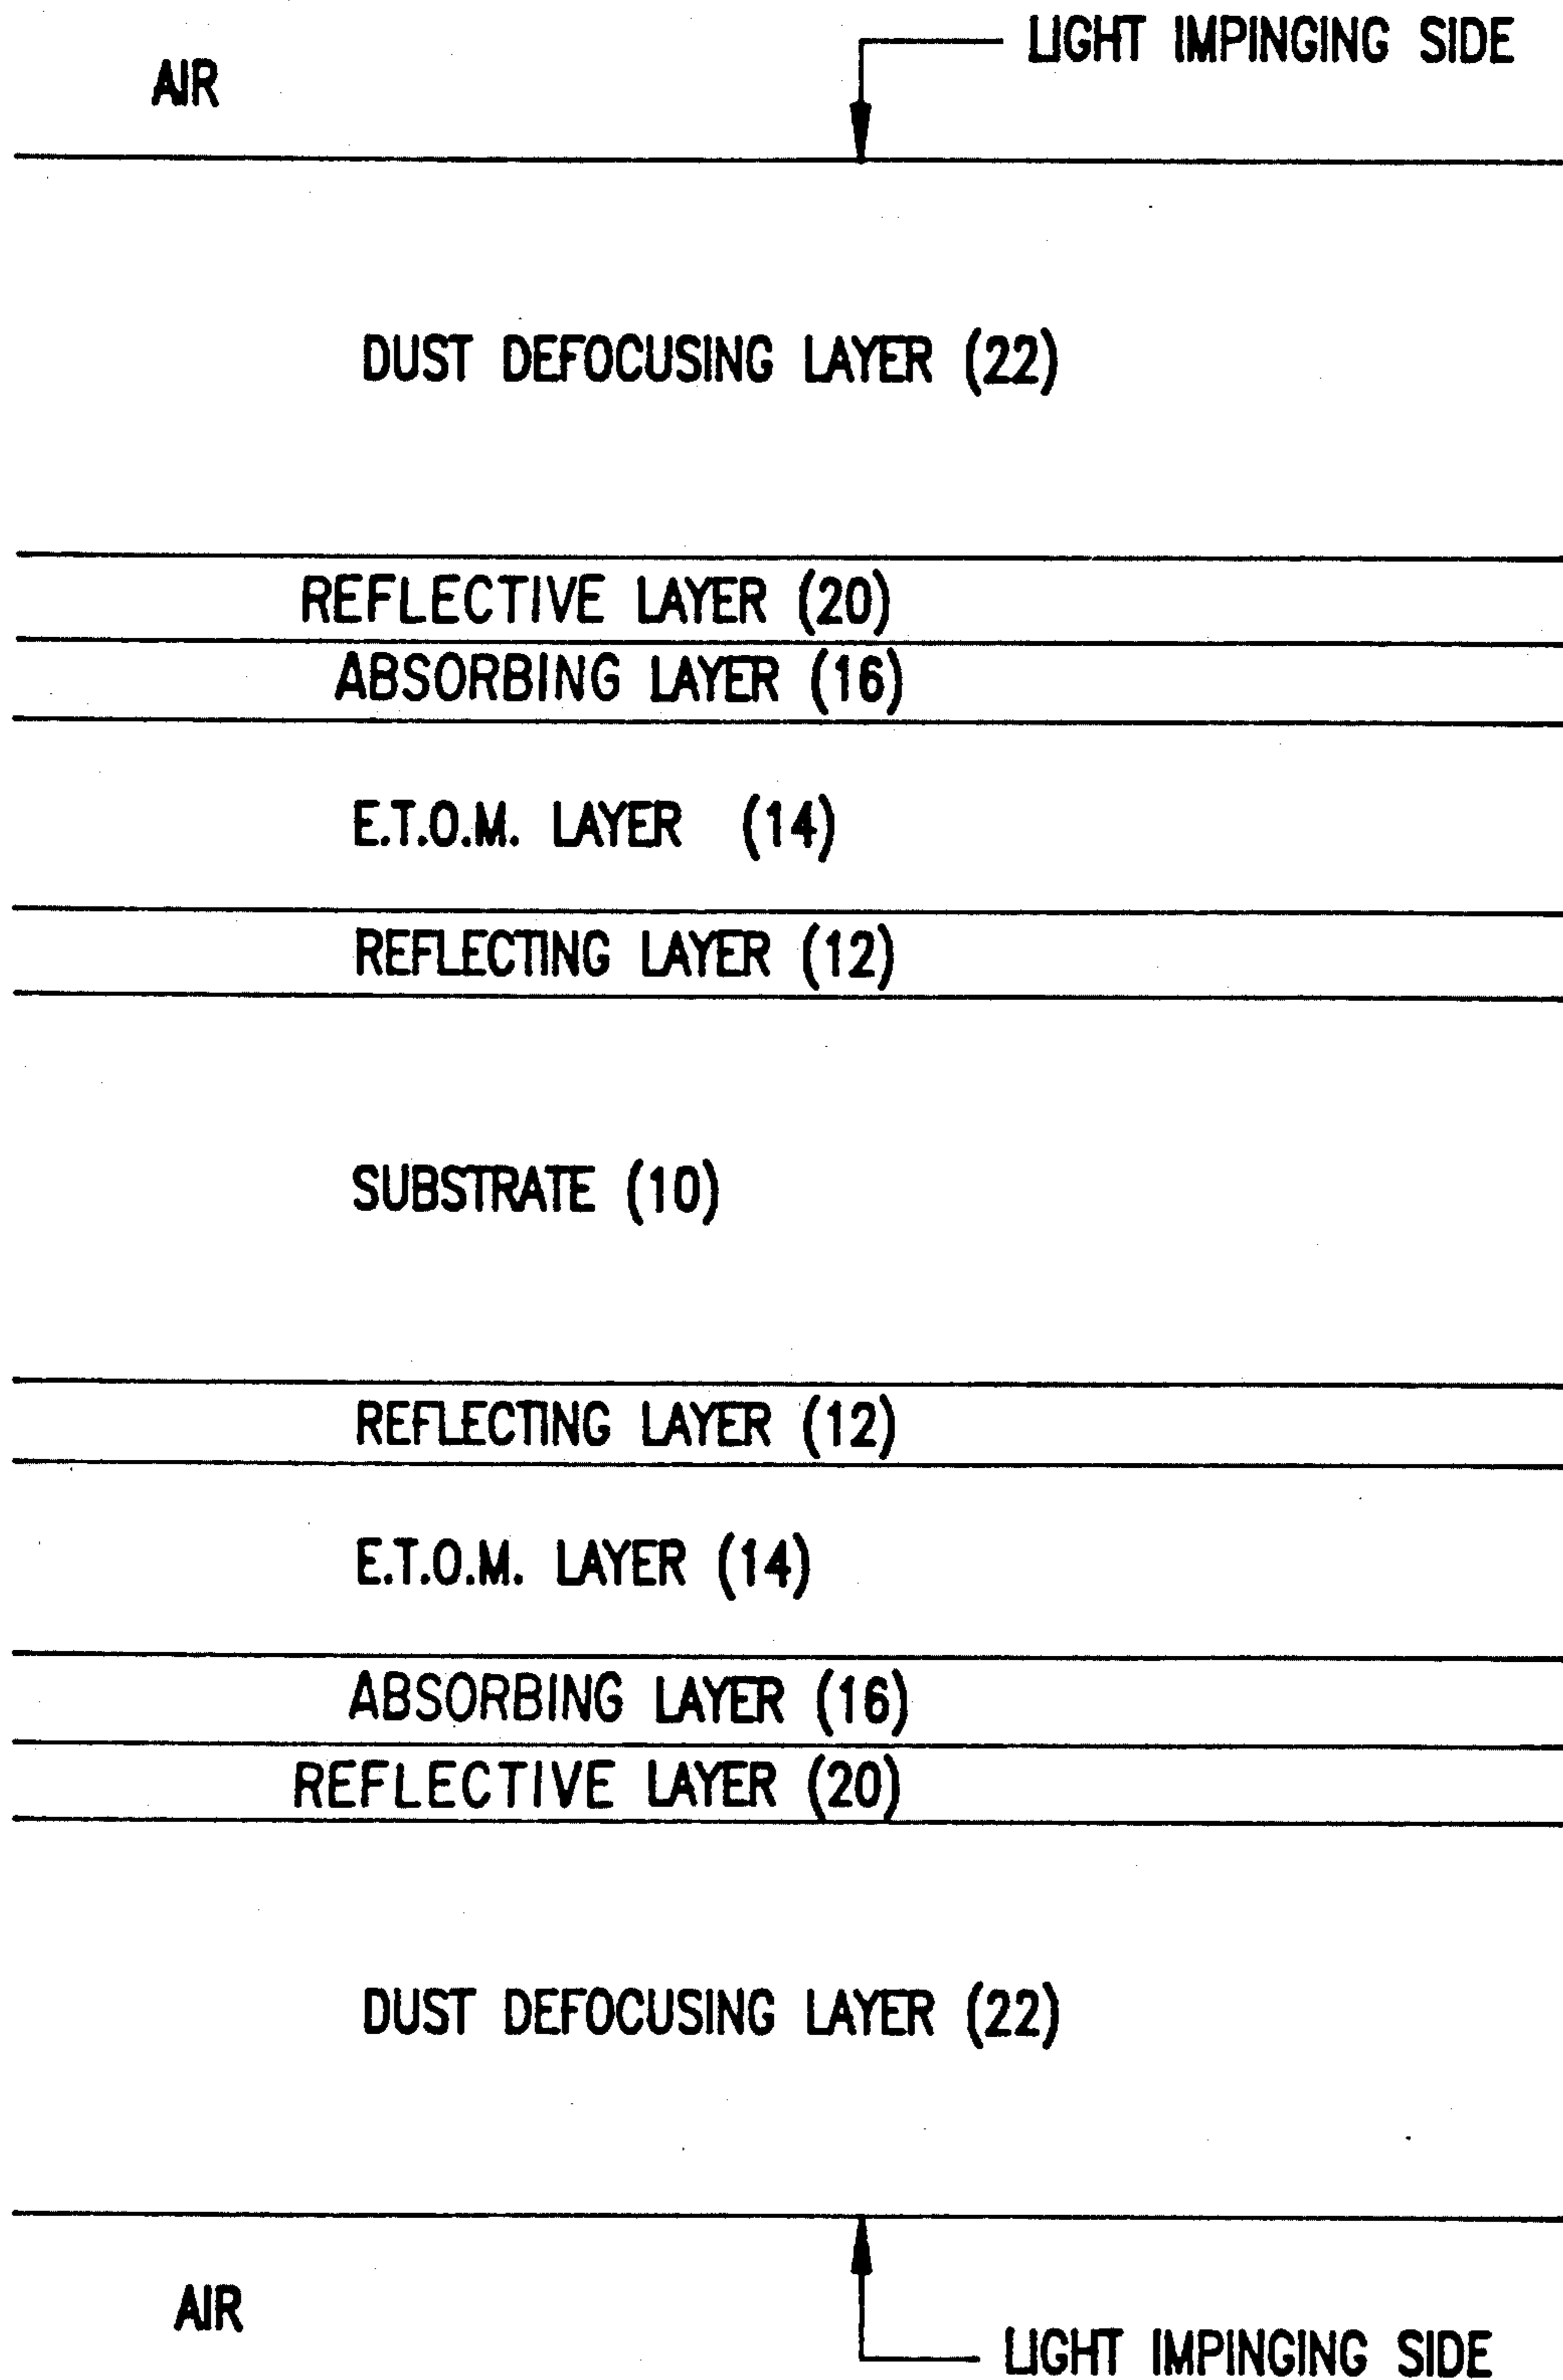 LIGHT IMPINGING SIDE
AIR
DUST DEFOCUSING LAYER (22)
REFLECTIVE LAYER (20)
ABSORBING LAYER (16)
E.T.O.M. LAYER (14)
REFLECTING LAYER (12)
SUBSTRATE (10)
REFLECTING LAYER (12)
E.T.O.M. LAYER (14)
ABSORBING LAYER (16)
REFLECTIVE LAYER (20)
DUST DEFOCUSING LAYER (22)
AIR
LIGHT IMPINGING SIDE